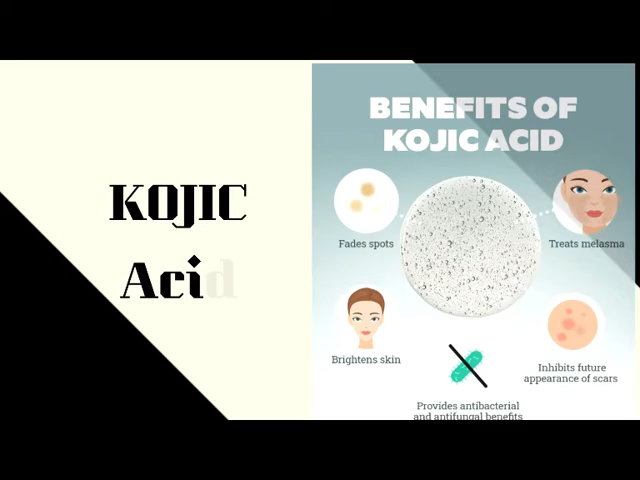 KOJIC
Acid
BENEFITS OF
KOJIC ACID
Fades spots
Treats melasma
Brightens skin
Inhibits future
appearance of scars
Provides antibacterial
and antifungal benefits